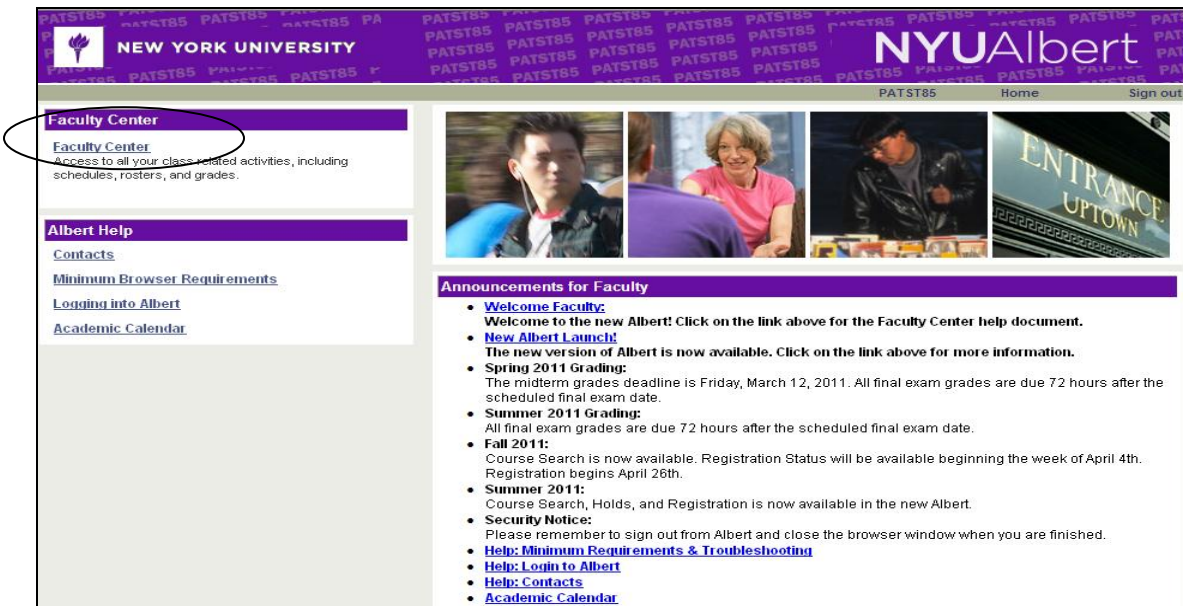 NEW YORK UNIVERSITY
NYUAlbert
PATST85 Home Sign out
Faculty Center
Faculty Center
Access to all your class related activities, including
schedules, rosters, and grades.
Albert Help
Contacts
Minimum Browser Requirements
Logging into Albert
Academic Calendar
ENTRANCE
UPTOWN
Announcements for Faculty
Welcome Faculty:
Welcome to the new Albert! Click on the link above for the Faculty Center help document.
New Albert Launch!
The new version of Albert is now available. Click on the link above for more information.
Spring 2011 Grading:
The midterm grades deadline is Friday, March 12, 2011. All final exam grades are due 72 hours after the
scheduled final exam date.
Summer 2011 Grading:
All final exam grades are due 72 hours after the scheduled final exam date.
Fall 2011:
Course Search is now available. Registration Status will be available beginning the week of April 4th.
Registration begins April 26th.
Summer 2011:
Course Search, Holds, and Registration is now available in the new Albert.
Security Notice:
Please remember to sign out from Albert and close the browser window when you are finished.
Help: Minimum Requirements & Troubleshooting
Help: Login to Albert
Help: Contacts
Academic Calendar